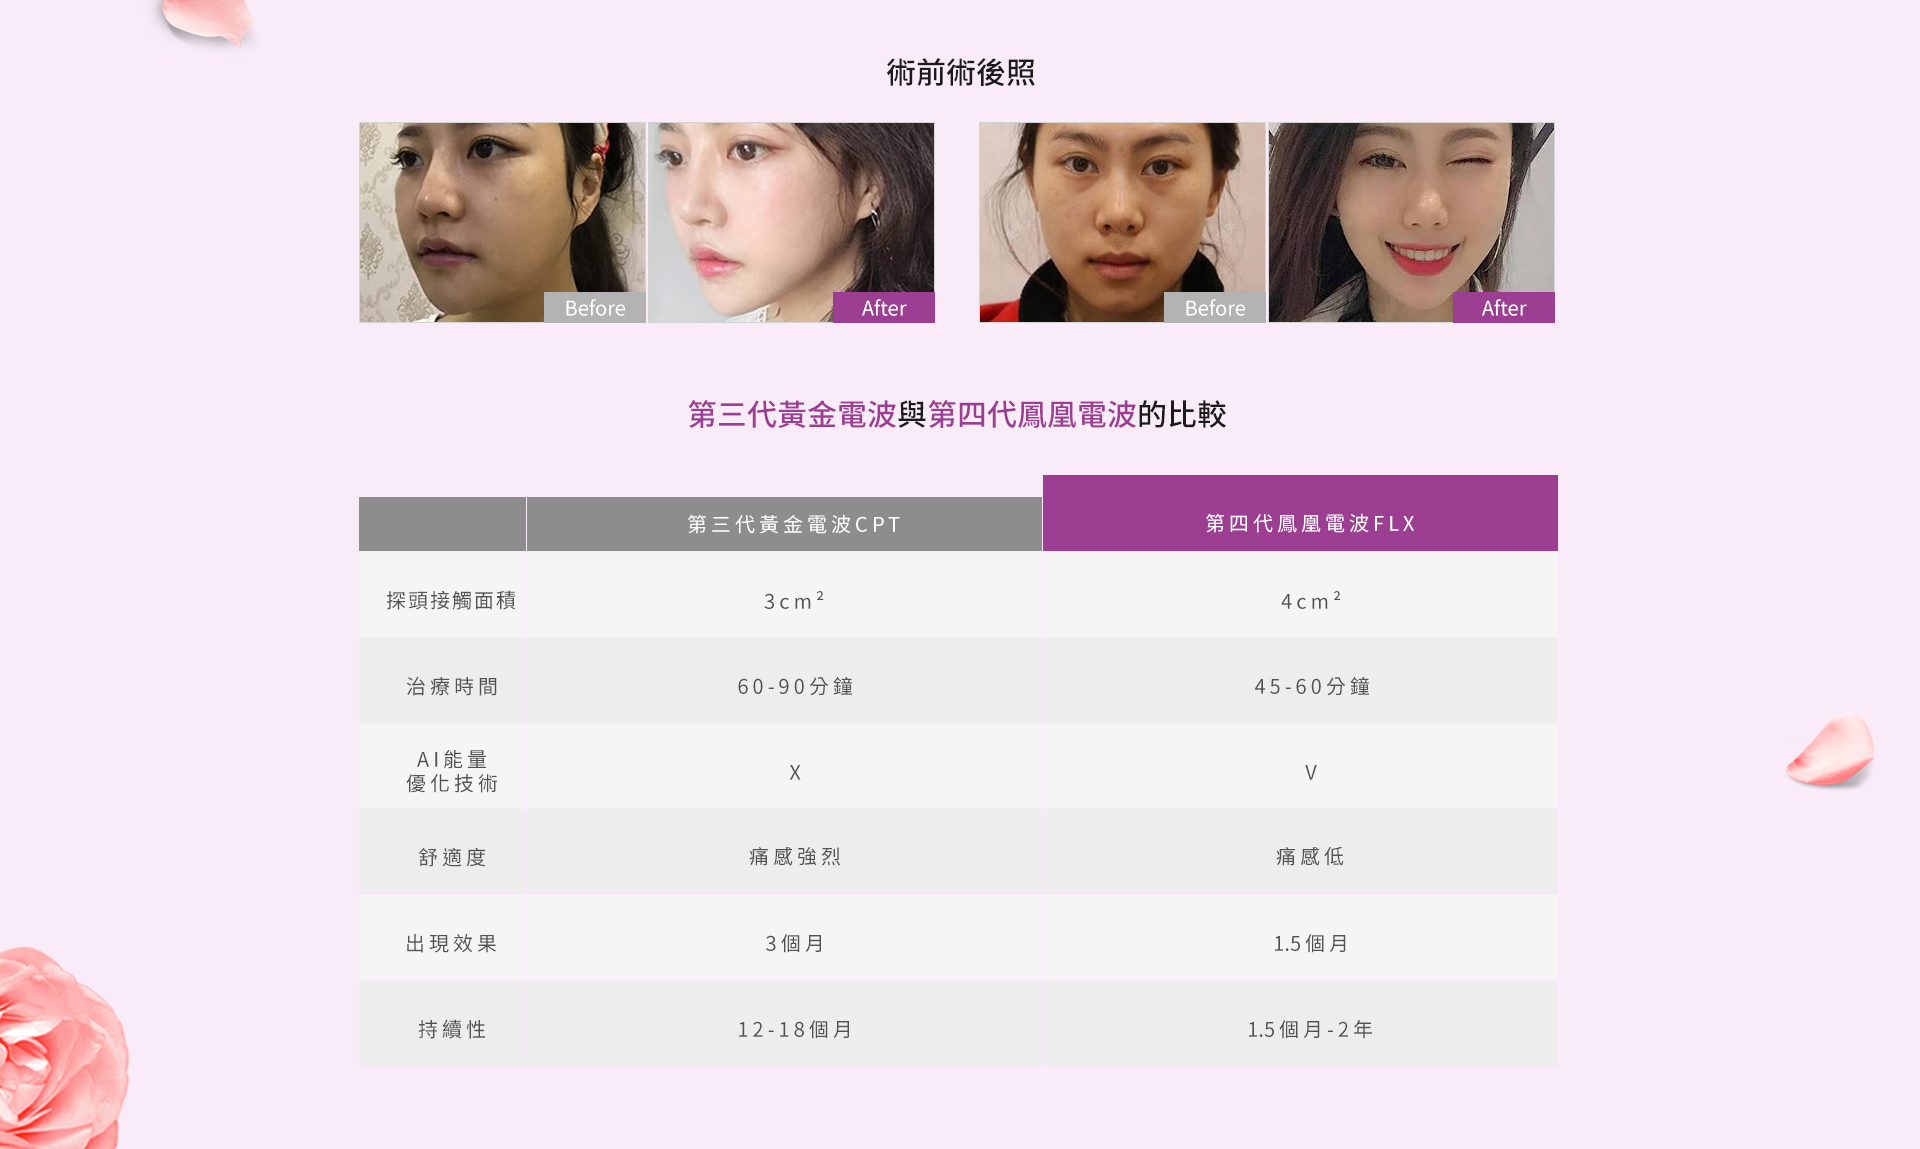 術前術後照
Before
After
Before
After
第三代黃金電波與第四代鳳凰電波的比較
第三代黃金電波CPT
第四代鳳凰電波FLX
探頭接觸面積
3cm²
4cm²
治療時間
60-90分鐘
45-60分鐘
AI能量
優化技術
X
V
舒適度
痛感強烈
痛感低
出現效果
3個月
1.5個月
持續性
12-18個月
1.5個月-2年